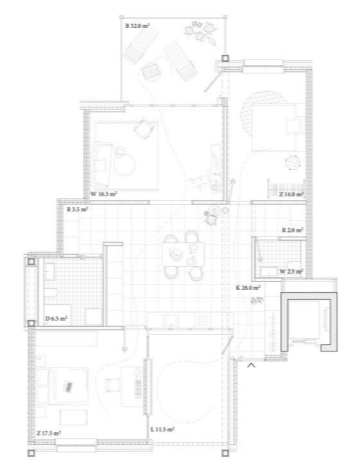 B 32.0 m²
W 36.5 m²
Z 16.0 m²
R 3.5 m²
R 2.0 m²
W 2.5 m²
K 28.0 m²
D 6.5 m²
Z 17.5 m²
L 11.5 m²